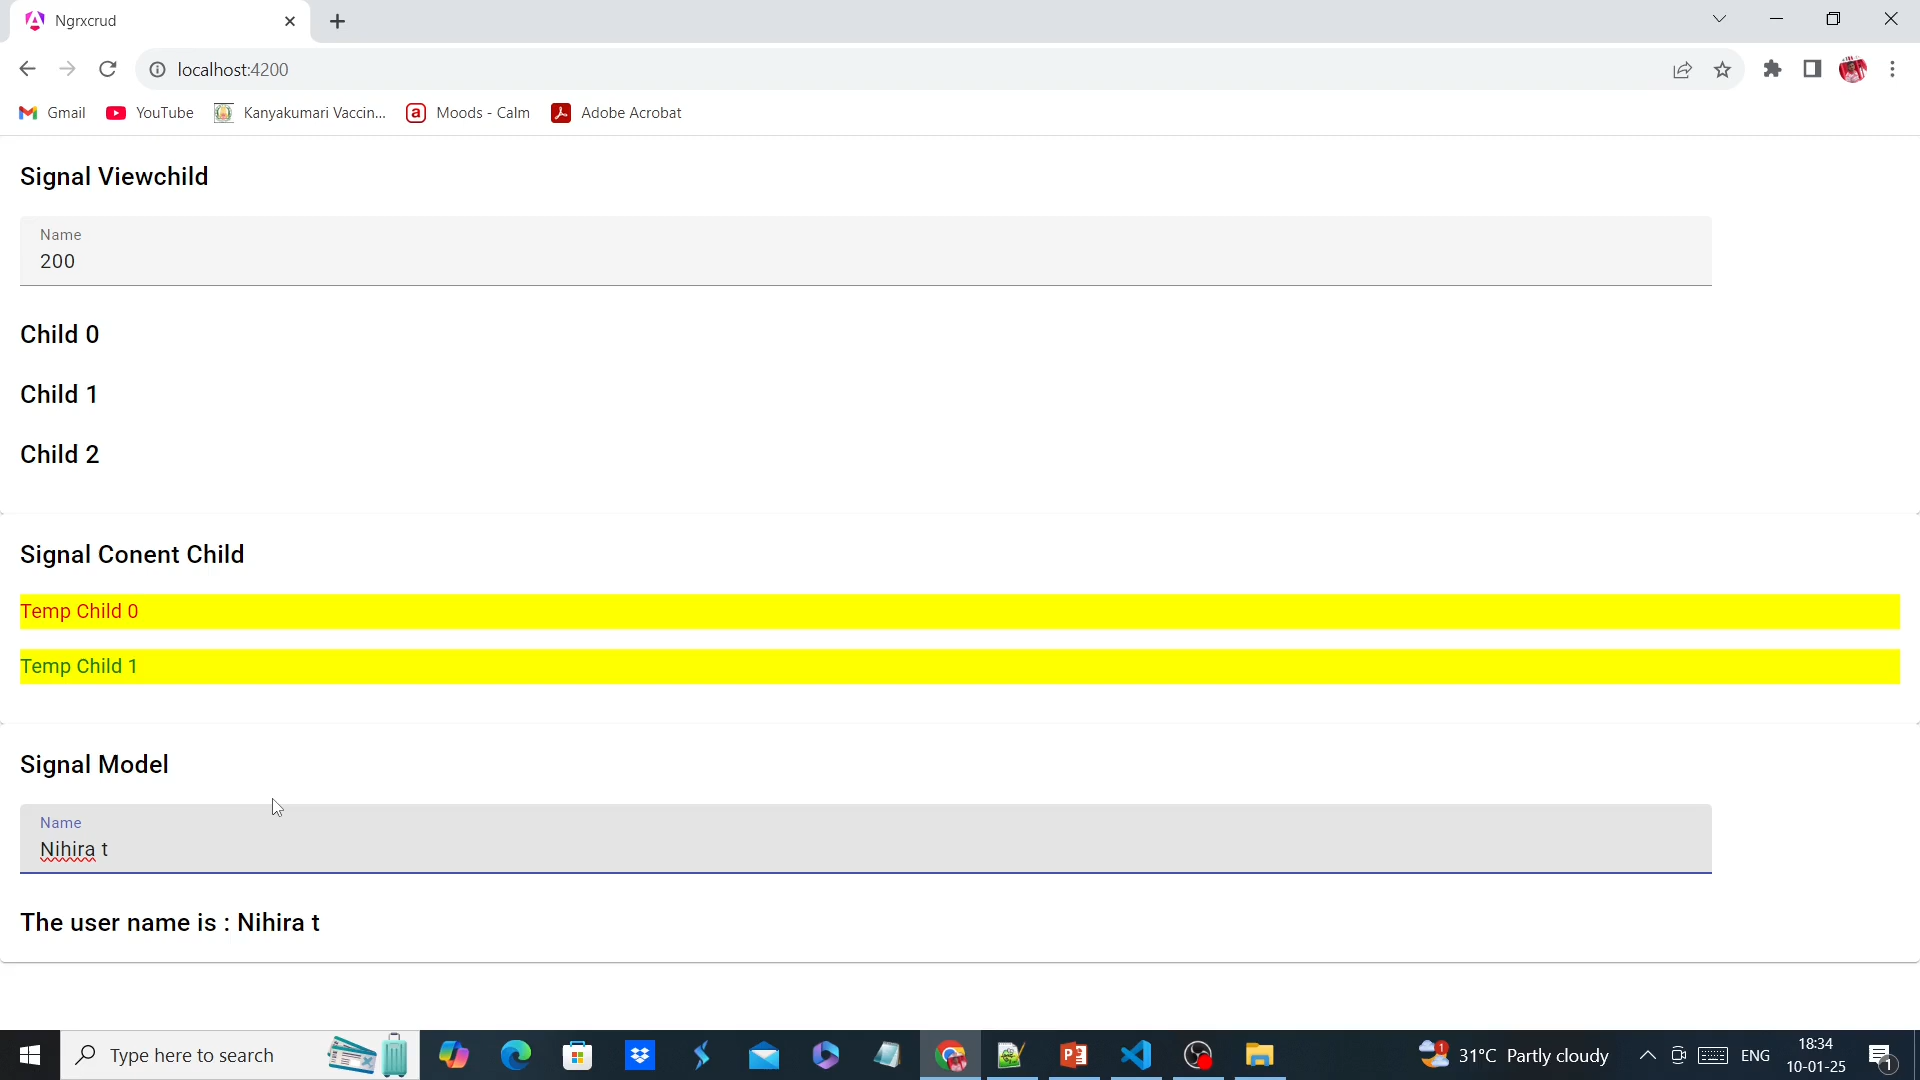 Ngrxcrud
localhost:4200
Gmail YouTube Kanyakumari Vaccin... Moods - Calm Adobe Acrobat
Signal Viewchild
Name
200
Child 0
Child 1
Child 2
Signal Conent Child
Temp Child 0
Temp Child 1
Signal Model
Name
Nihira t
The user name is : Nihira t
Type here to search 1 31°C Partly cloudy ENG 18:34
10-01-25 1